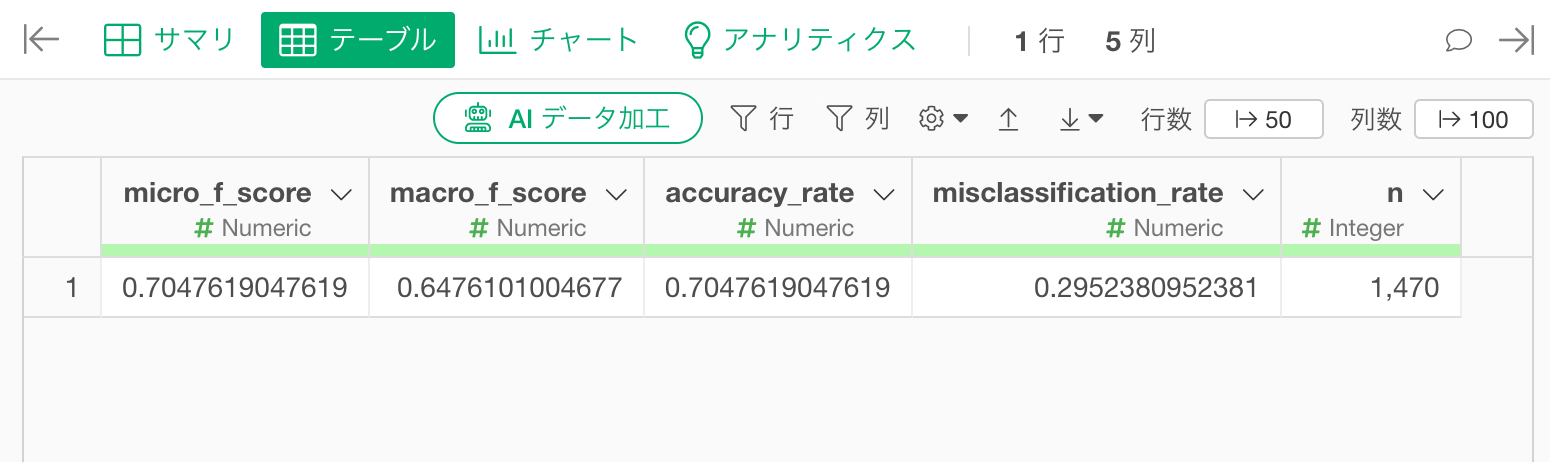 サマリ テーブル チャート アナリティクス 1 行 5 列
AI データ加工 行 列 行数 50 列数 100
micro_f_score macro_f_score accuracy_rate misclassification_rate n
# Numeric # Numeric # Numeric # Numeric # Integer
1 0.7047619047619 0.6476101004677 0.7047619047619 0.2952380952381 1,470